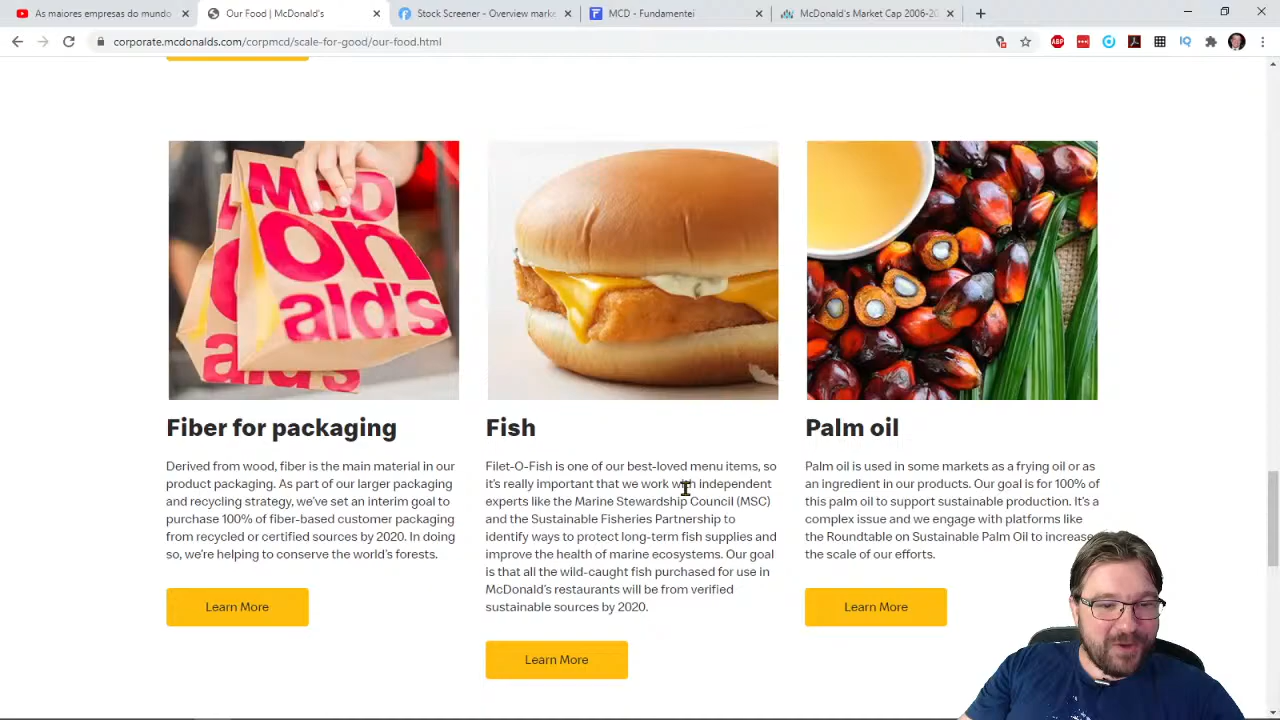 As maiores empresas do mundo
Our Food | McDonald's
Stock Screener - Overview marke
MCD - Fundamentei
McDonald's Market Cap 2006-20
corporate.mcdonalds.com/corpmcd/scale-for-good/our-food.html
ABP
IQ
McD
on
ald's
Fiber for packaging
Derived from wood, fiber is the main material in our
product packaging. As part of our larger packaging
and recycling strategy, we've set an interim goal to
purchase 100% of fiber-based customer packaging
from recycled or certified sources by 2020. In doing
so, we're helping to conserve the world's forests.
Learn More
Fish
Filet-O-Fish is one of our best-loved menu items, so
it's really important that we work with independent
experts like the Marine Stewardship Council (MSC)
and the Sustainable Fisheries Partnership to
identify ways to protect long-term fish supplies and
improve the health of marine ecosystems. Our goal
is that all the wild-caught fish purchased for use in
McDonald's restaurants will be from verified
sustainable sources by 2020.
Learn More
Palm oil
Palm oil is used in some markets as a frying oil or as
an ingredient in our products. Our goal is for 100% of
this palm oil to support sustainable production. It's a
complex issue and we engage with platforms like
the Roundtable on Sustainable Palm Oil to increase
the scale of our efforts.
Learn More